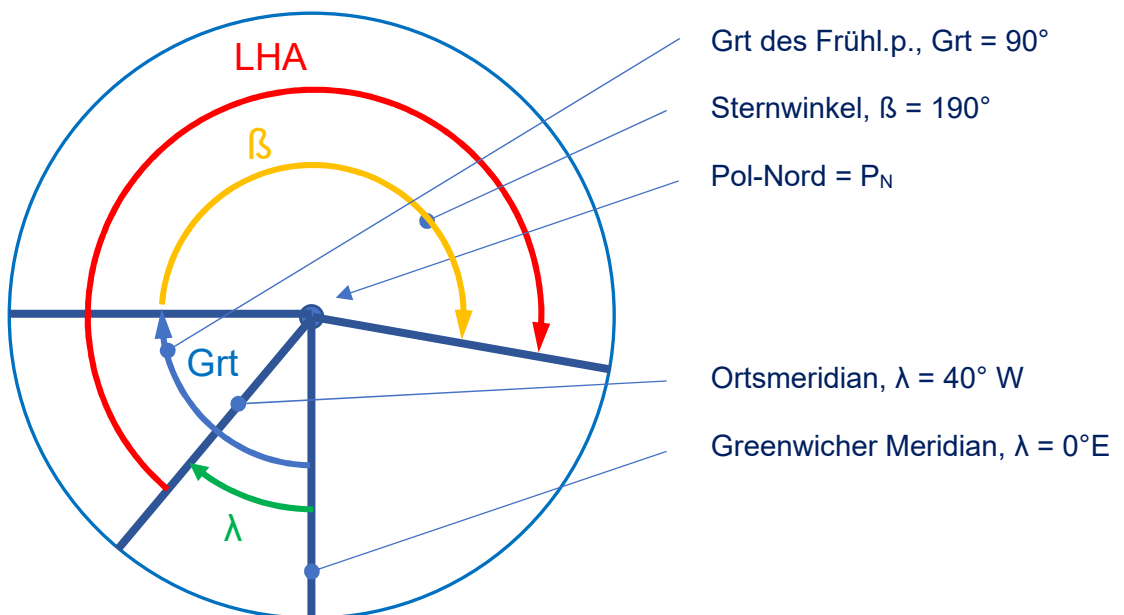 LHA
ß
Grt
λ
Grt des Frühl.p., Grt = 90°
Sternwinkel, ß = 190°
Pol-Nord = PN
Ortsmeridian, λ = 40° W
Greenwicher Meridian, λ = 0°E